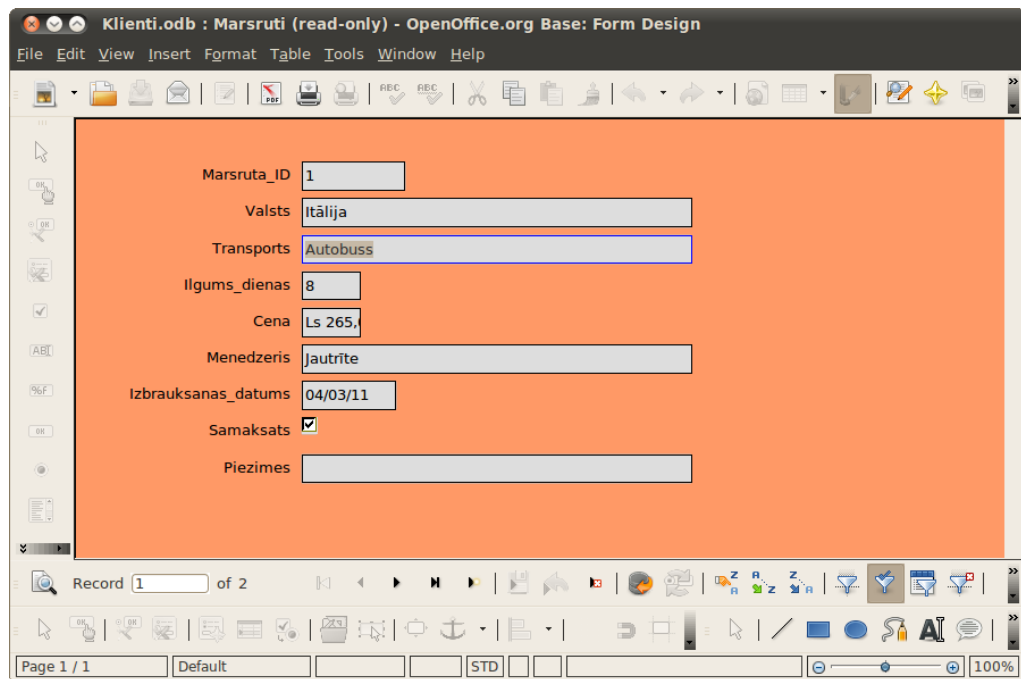 Klienti.odb : Marsruti (read-only) - OpenOffice.org Base: Form Design
File Edit View Insert Format Table Tools Window Help
Marsruta_ID 1
Valsts Itālija
Transports Autobuss
Ilgums_dienas 8
Cena Ls 265,
Menedzeris Jautrīte
Izbrauksanas_datums 04/03/11
Samaksats
Piezimes
Record 1 of 2
Page 1 / 1 Default STD 100%